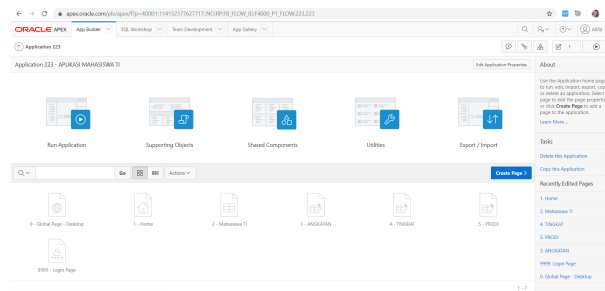 apex.oracle.com/pls/apex/f?p=4000:1:114152377627717::NO:RP:FB_FLOW_ID,F4000_P1_FLOW:223,223
ORACLE APEX App Builder SQL Workshop Team Development App Gallery
Application 223
1
Application 223 - APLIKASI MAHASISWA TI
Edit Application Properties
Run Application
Supporting Objects
Shared Components
Utilities
Export / Import
Go
Actions
Create Page
0 - Global Page - Desktop
1 - Home
2 - Mahasiswa TI
3 - ANGKATAN
4 - TINGKAT
5 - PRODI
9999 - Login Page
1 - 7
About
Use the Application home page
to run, edit, import, export, cop
or delete an application. Select
page to edit the page propertie
or click Create Page to add a
page to the application.
Learn More ...
Tasks
Delete this Application
Copy this Application
Recently Edited Pages
1. Home
2. Mahasiswa TI
4. TINGKAT
5. PRODI
3. ANGKATAN
9999. Login Page
0. Global Page - Desktop